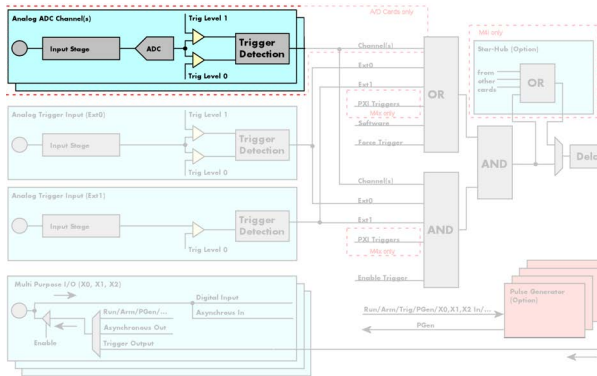 A/D Cards only
M4i only
Analog ADC Channel(s)
Trig Level 1
Input Stage
ADC
Trigger
Detection
Trig Level 0
Channel(s)
Ext0
Ext1
PXI Triggers
M4x only
Software
Force Trigger
OR
Star-Hub (Option)
from
other
cards
OR
Analog Trigger Input (Ext0)
Trig Level 1
Input Stage
Trigger
Detection
Trig Level 0
AND
Analog Trigger Input (Ext1)
Input Stage
Trigger
Detection
Trig Level 0
Channel(s)
Ext0
Ext1
PXI Triggers
M4x only
Enable Trigger
AND
Multi Purpose I/O (X0, X1, X2)
Digital Input
Run/Arm/PGen/...
Asynchrous In
Asynchronous Out
Enable
Trigger Output
Run/Arm/Trig/PGen/X0,X1,X2 In/...
PGen
Pulse Generator
(Option)